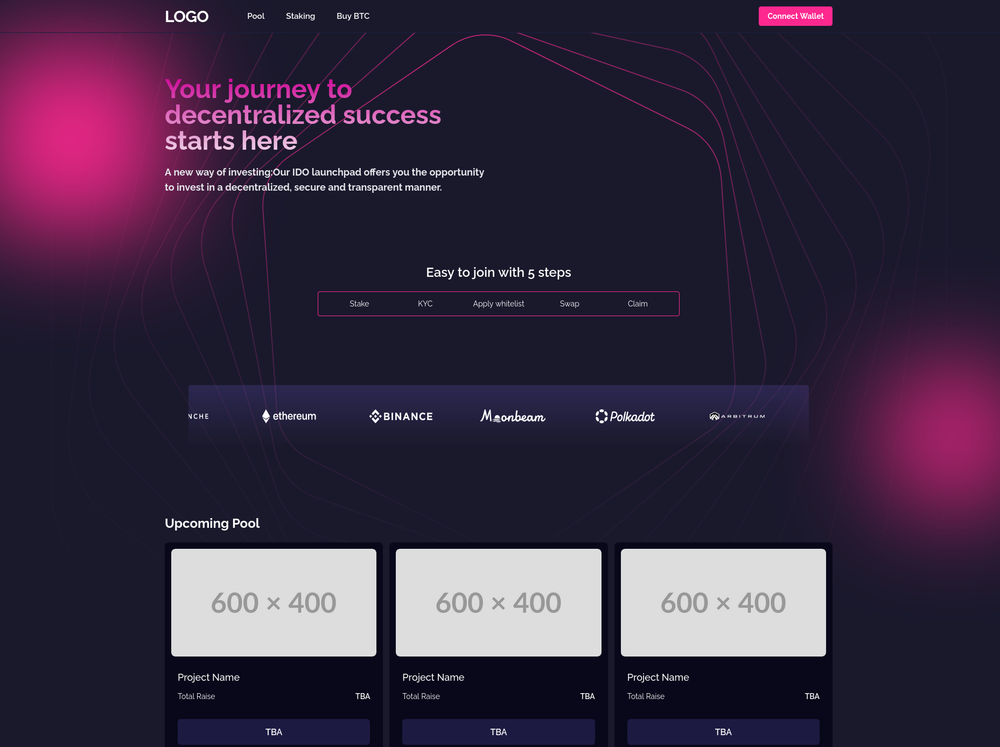 LOGO Pool Staking Buy BTC Connect Wallet
Your journey to
decentralized success
starts here
A new way of investing:Our IDO launchpad offers you the opportunity
to invest in a decentralized, secure and transparent manner.
Easy to join with 5 steps
Stake KYC Apply whitelist Swap Claim
NCHE ethereum BINANCE Moonbeam Polkadot ARBITRUM
Upcoming Pool
600 × 400 600 × 400 600 × 400
Project Name Project Name Project Name
Total Raise TBA Total Raise TBA Total Raise TBA
TBA TBA TBA